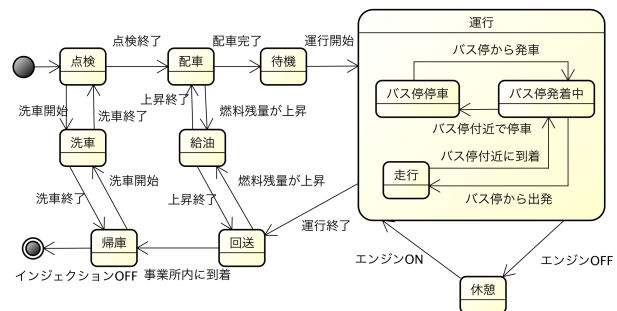 運行
点検終了
配車完了
運行開始
バス停から発車
点検
配車
待機
バス停停車
バス停発着中
洗車開始
洗車終了
上昇終了
燃料残量が上昇
バス停付近で停車
洗車
給油
バス停付近に到着
走行
洗車終了
洗車開始
上昇終了
燃料残量が上昇
バス停から出発
運行終了
帰庫
回送
エンジンON
エンジンOFF
インジェクションOFF
事業所内に到着
休憩